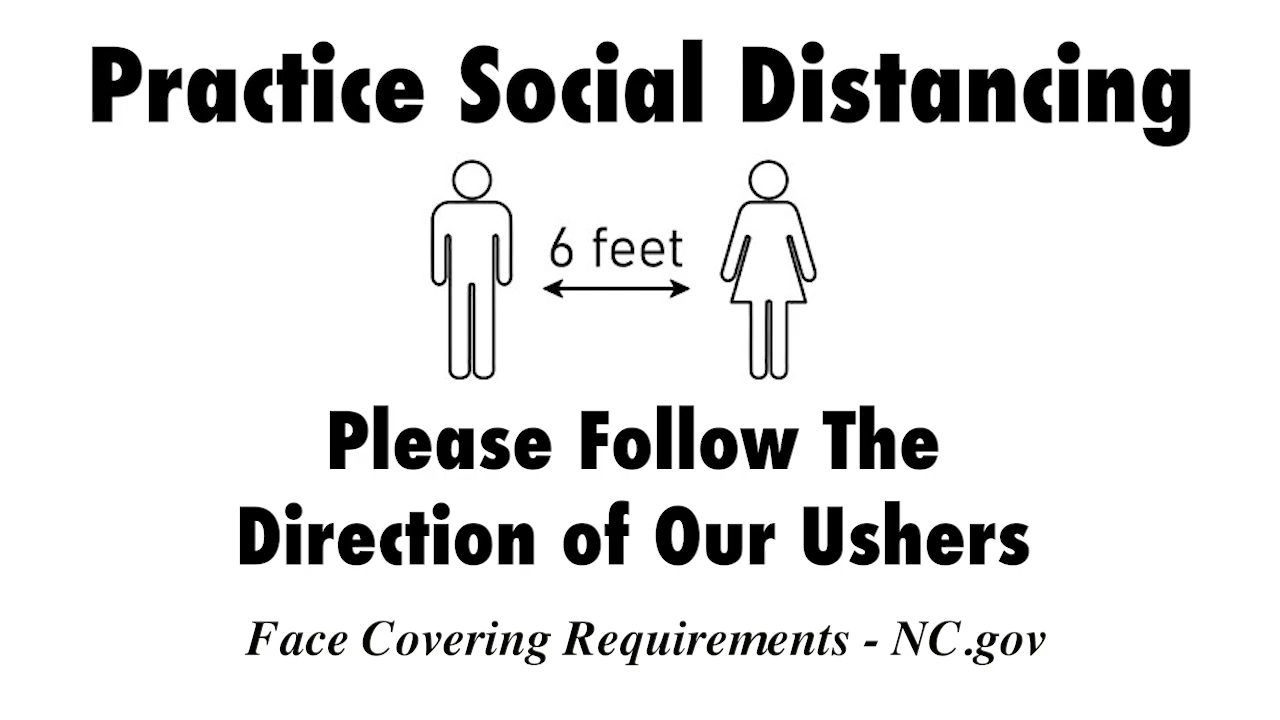 Practice Social Distancing
6 feet
Please Follow The
Direction of Our Ushers
Face Covering Requirements - NC.gov